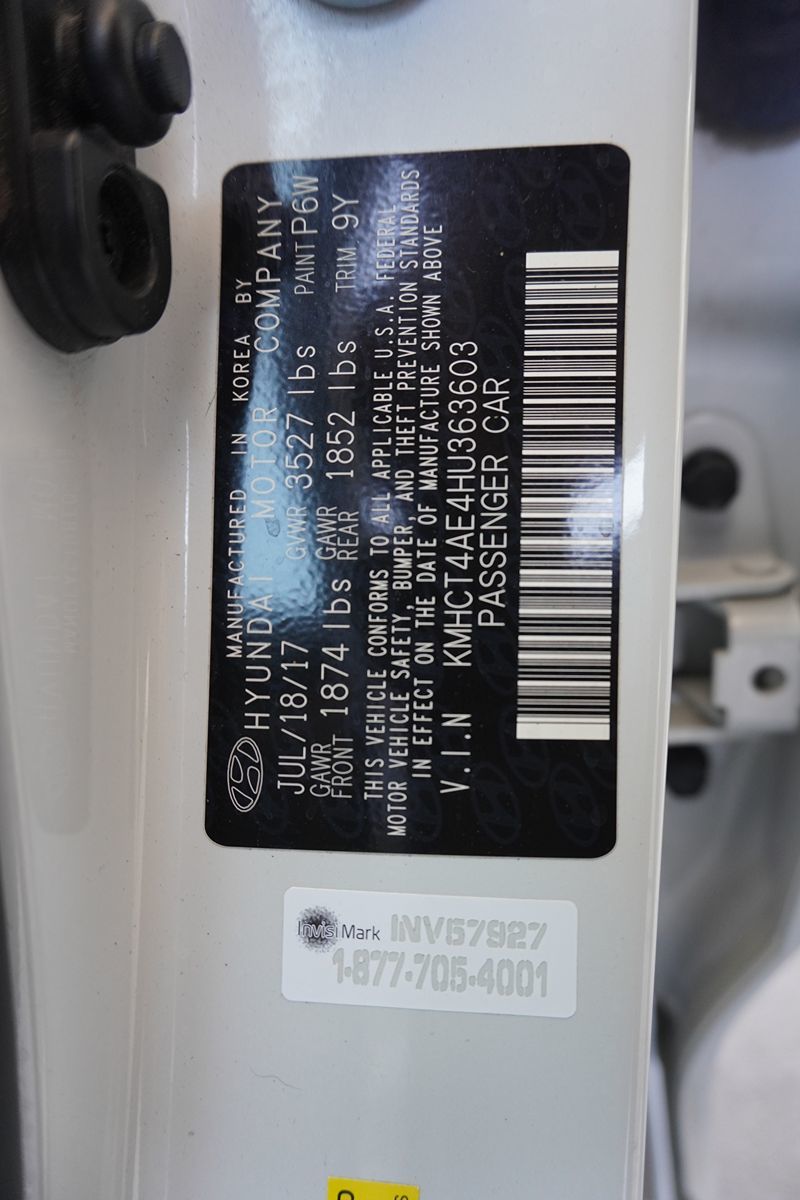 MANUFACTURED IN KOREA BY
HYUNDAI MOTOR COMPANY
JUL/18/17 GVWR 3527 lbs PAINT P6W
GAWR FRONT 1874 lbs GAWR REAR 1852 lbs TRIM 9Y
THIS VEHICLE CONFORMS TO ALL APPLICABLE U.S.A. FEDERAL
MOTOR VEHICLE SAFETY, BUMPER, AND THEFT PREVENTION STANDARDS
IN EFFECT ON THE DATE OF MANUFACTURE SHOWN ABOVE
V.I.N KMHCT4AE4HU363603
PASSENGER CAR
InvisiMark INV57927
1-877-705-4001